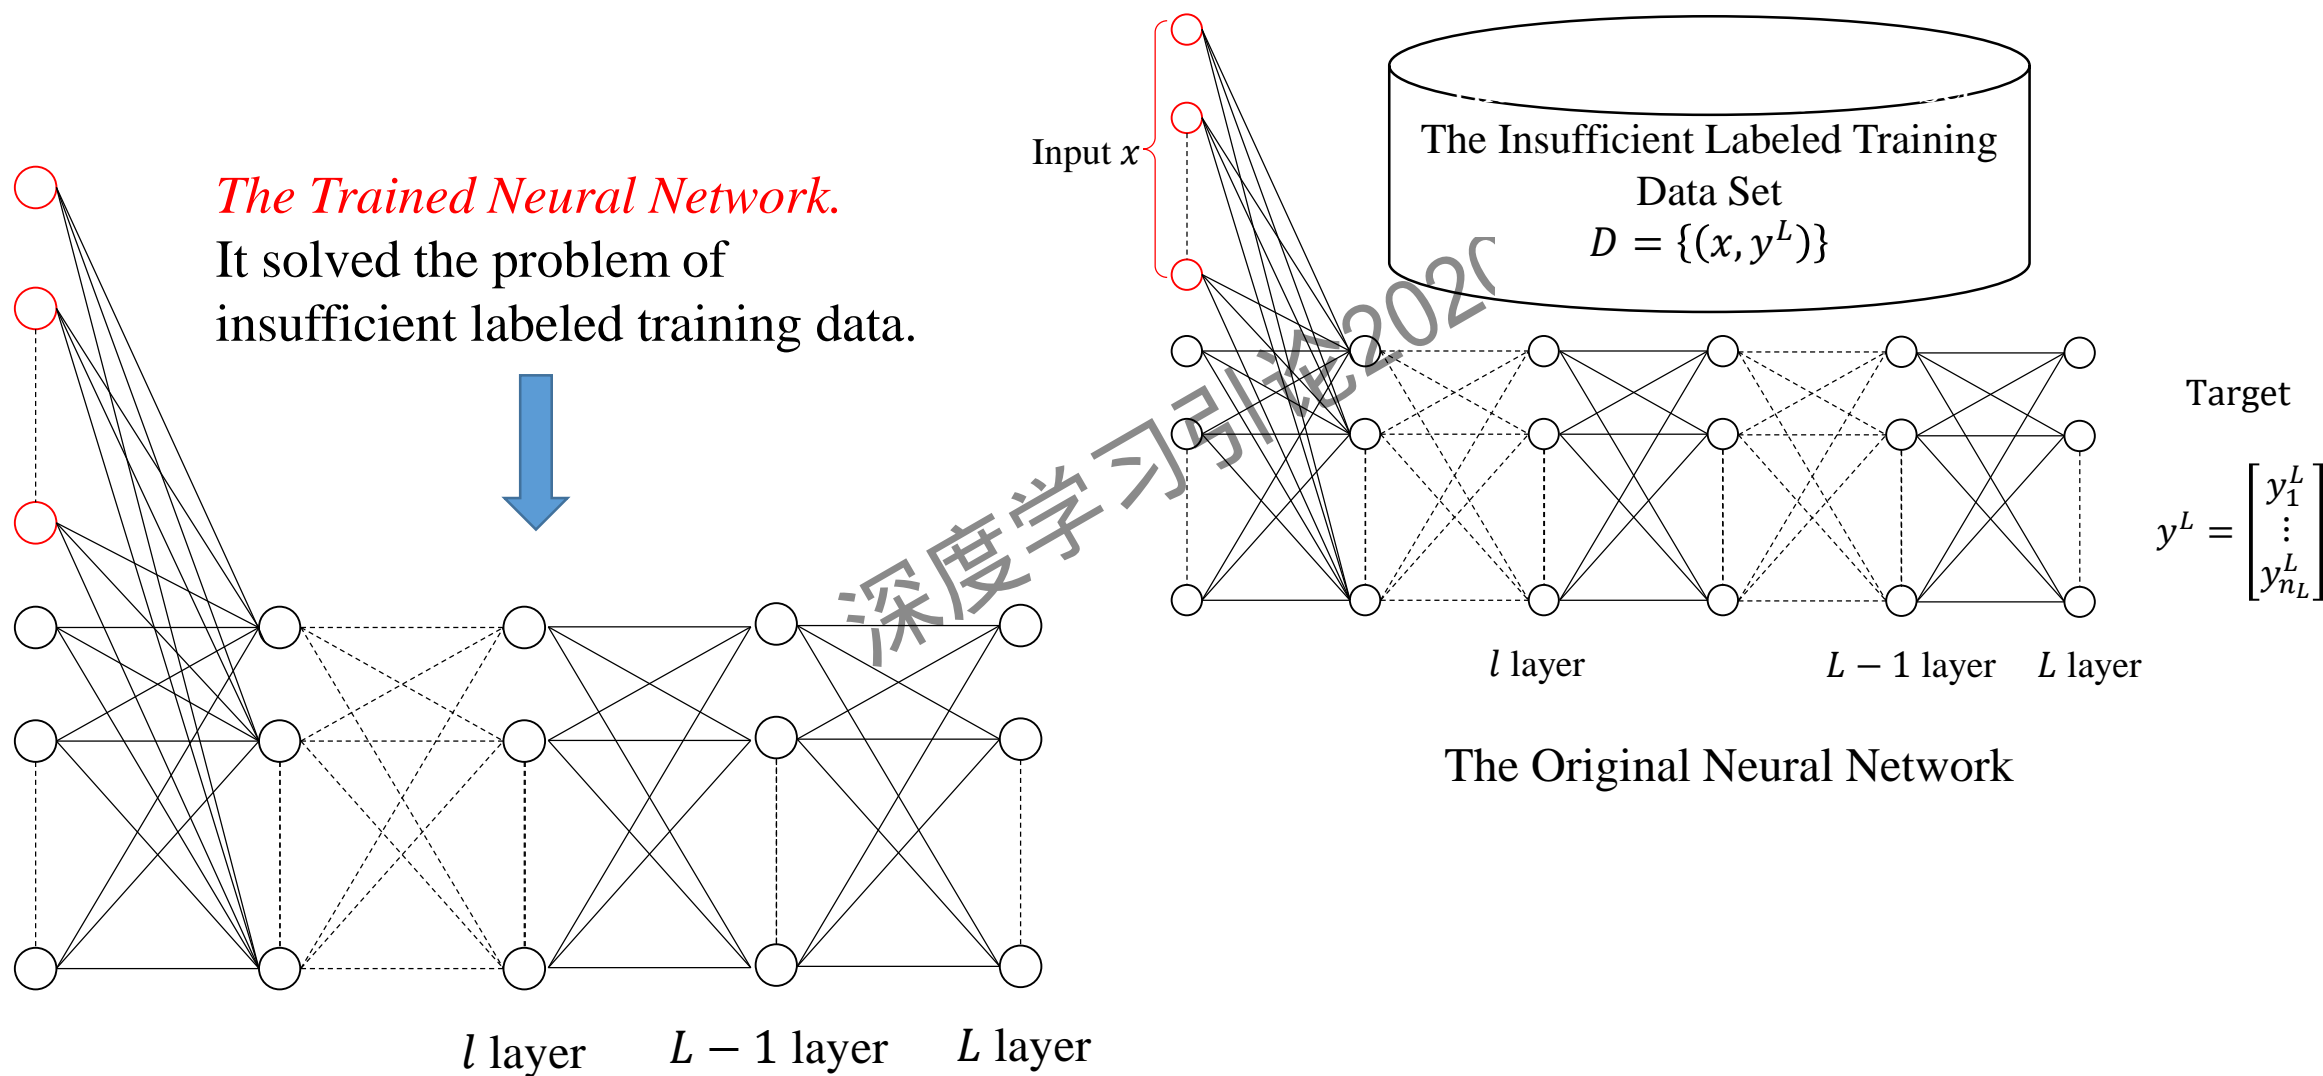 The Trained Neural Network.
It solved the problem of
insufficient labeled training data.
l layer
L − 1 layer
L layer
Input x
The Insufficient Labeled Training
Data Set
D = {(x, y^L)}
Target
y^L = [y_1^L ⋮ y_{n_L}^L]
l layer
L − 1 layer
L layer
The Original Neural Network
深度学习引论202